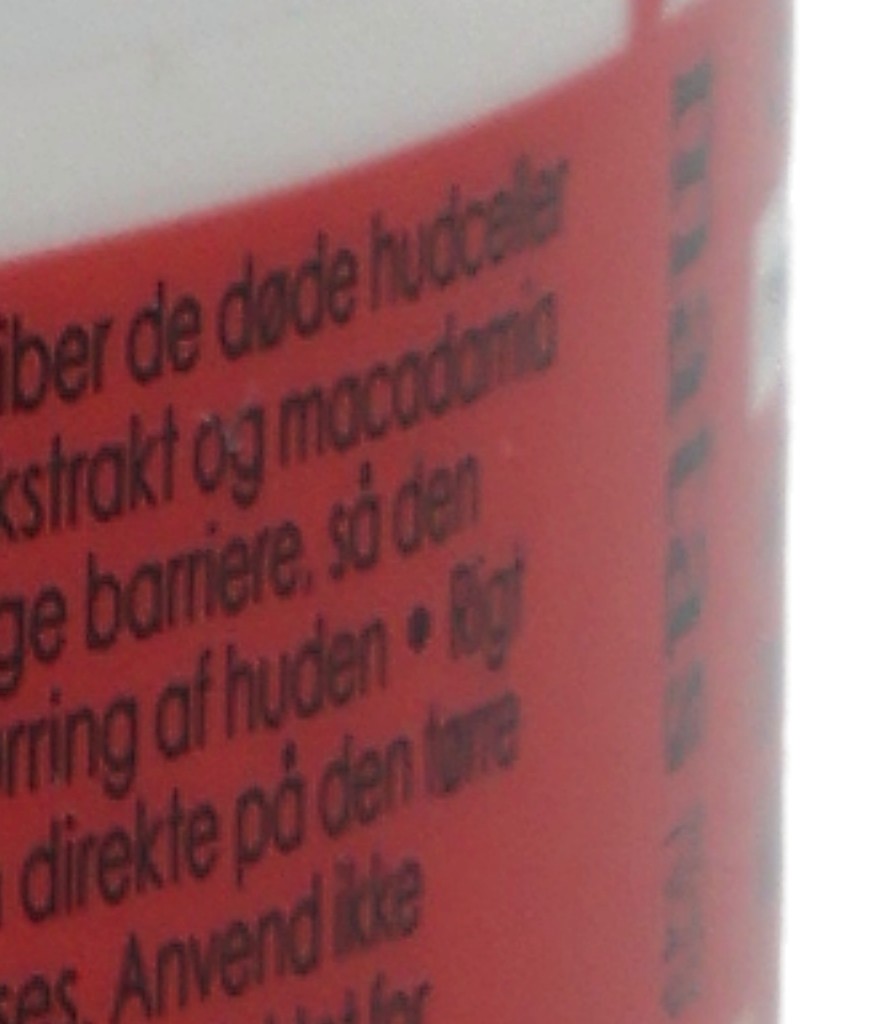 iber de døde hudceller
kstrakt og macadamia
ge barriere, så den
rring af huden • Rigt
direkte på den tørre
ses. Anvend ikke
for